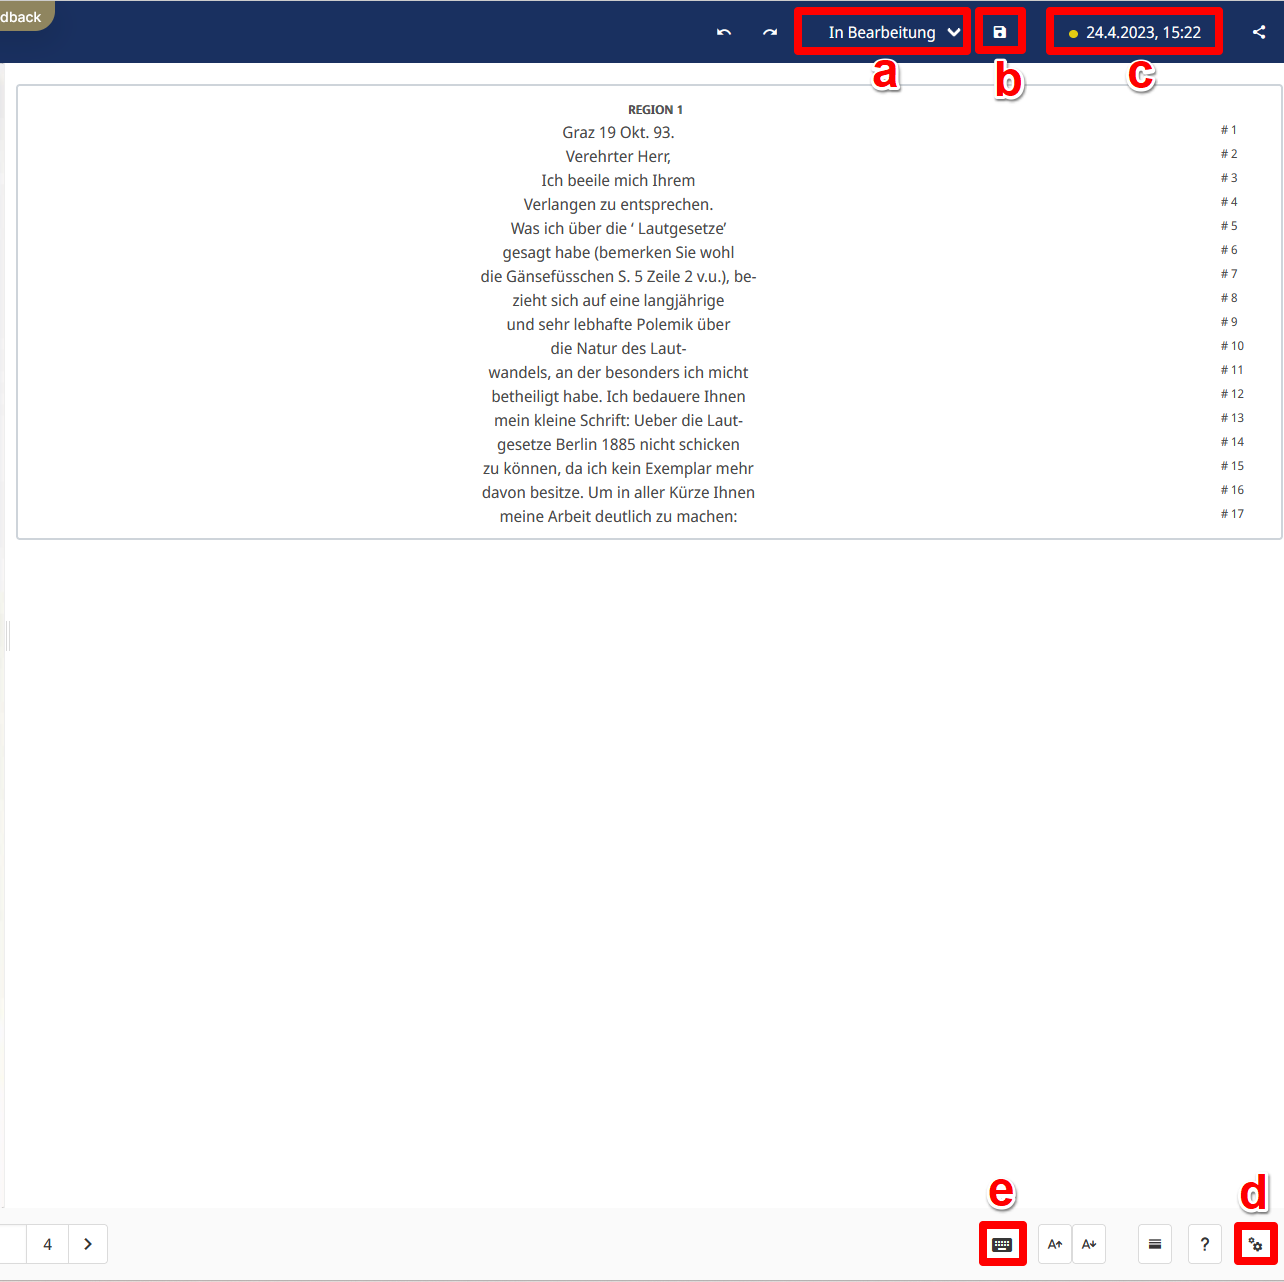 dback
In Bearbeitung
24.4.2023, 15:22
a
b
c
REGION 1
Graz 19 Okt. 93. # 1
Verehrter Herr, # 2
Ich beeile mich Ihrem # 3
Verlangen zu entsprechen. # 4
Was ich über die ‘ Lautgesetze’ # 5
gesagt habe (bemerken Sie wohl # 6
die Gänsefüsschen S. 5 Zeile 2 v.u.), be- # 7
zieht sich auf eine langjährige # 8
und sehr lebhafte Polemik über # 9
die Natur des Laut- # 10
wandels, an der besonders ich micht # 11
betheiligt habe. Ich bedauere Ihnen # 12
mein kleine Schrift: Ueber die Laut- # 13
gesetze Berlin 1885 nicht schicken # 14
zu können, da ich kein Exemplar mehr # 15
davon besitze. Um in aller Kürze Ihnen # 16
meine Arbeit deutlich zu machen: # 17
e
d
4
A
A
?